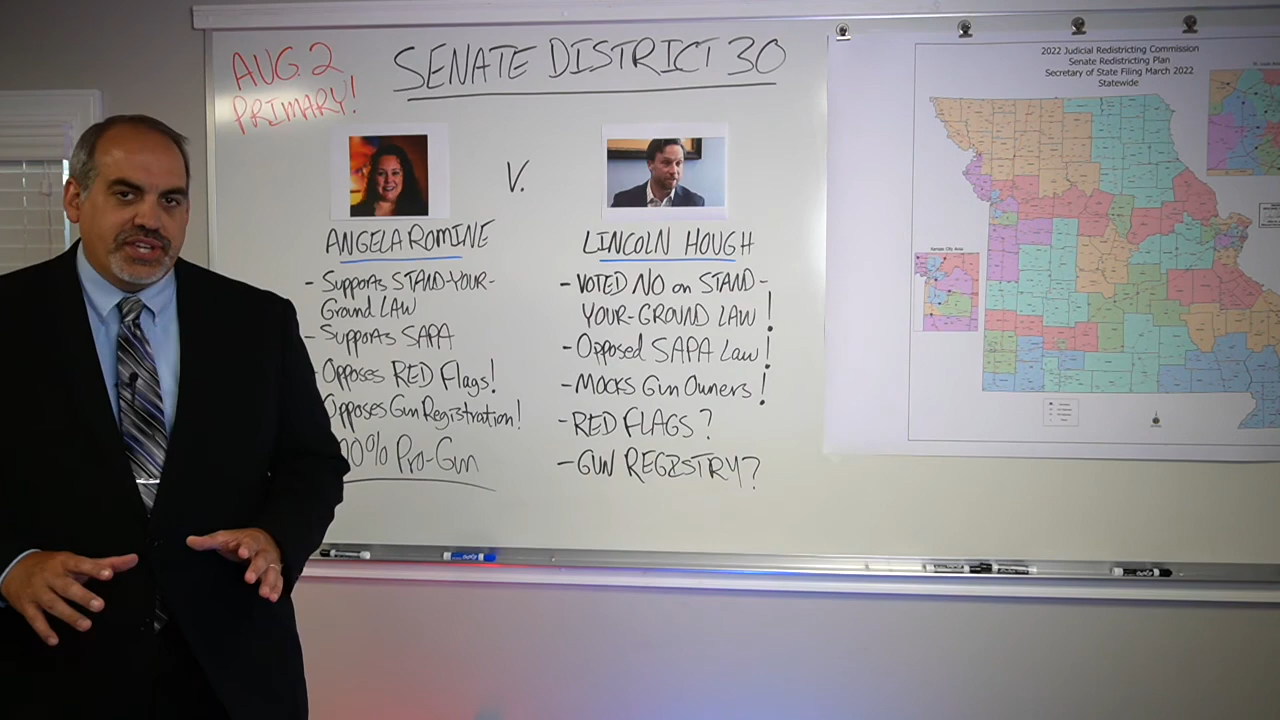 AUG. 2
PRIMARY!
SENATE DISTRICT 30
V.
ANGELA ROMINE
- Supports STAND-YOUR-
Ground LAW
- Supports SAPA
- Opposes RED Flags!
Opposes Gun Registration!
00% Pro-Gun
LINCOLN HOUGH
- VOTED NO on STAND-
YOUR-GROUND LAW!
- Opposed SAPA Law!
- MOCKS Gun Owners!
- RED FLAGS?
- GUN REGISTRY?
2022 Judicial Redistricting Commission
Senate Redistricting Plan
Secretary of State Filing March 2022
Statewide
Kansas City Area